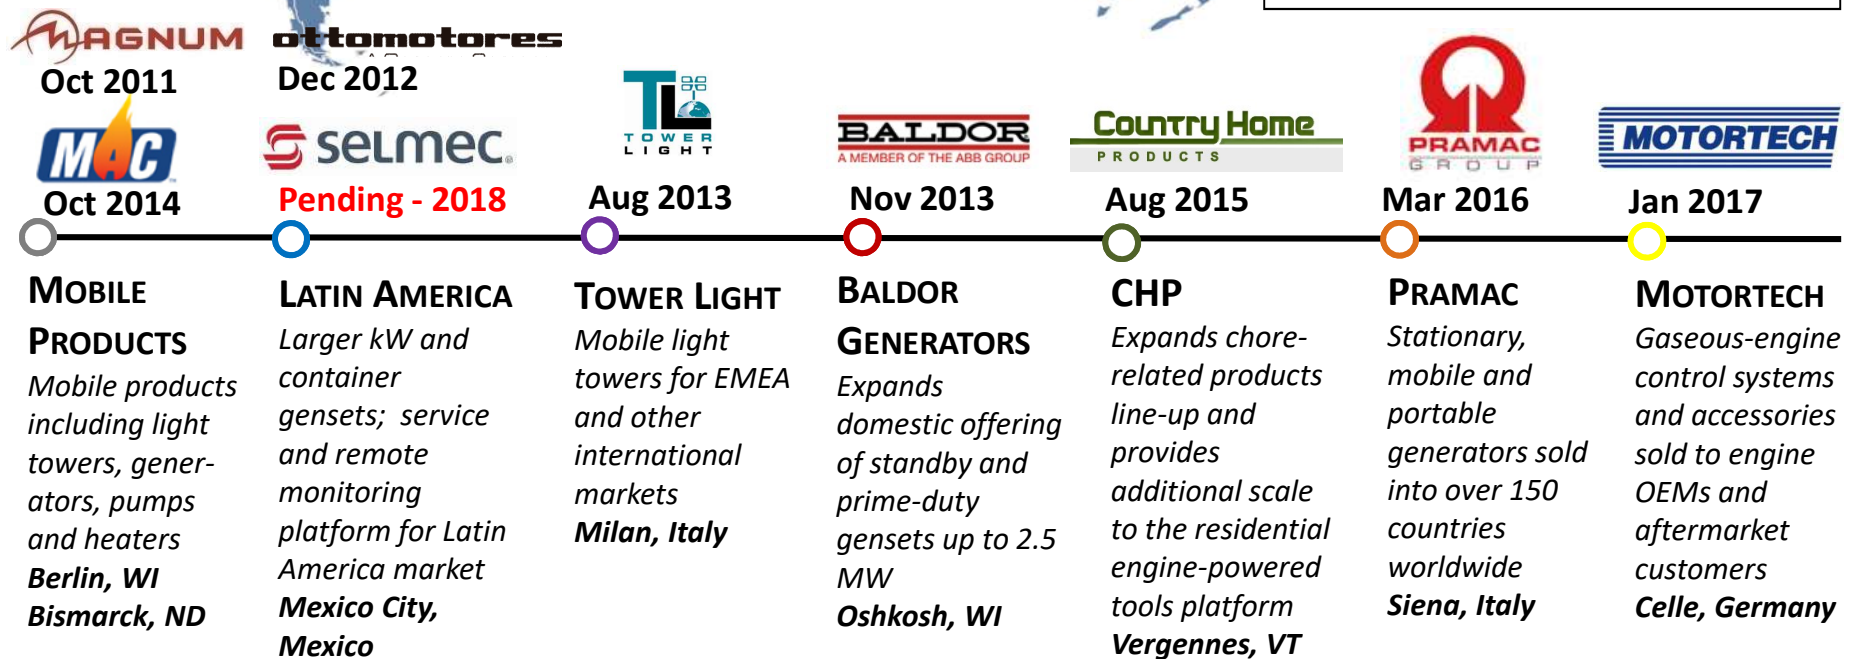 MAGNUM
Oct 2011
MAC
Oct 2014
MOBILE
PRODUCTS
Mobile products
including light
towers, gener-
ators, pumps
and heaters
Berlin, WI
Bismarck, ND
ottomotores
Dec 2012
selmec
Pending - 2018
LATIN AMERICA
Larger kW and
container
gensets; service
and remote
monitoring
platform for Latin
America market
Mexico City,
Mexico
TL
TOWER
LIGHT
Aug 2013
TOWER LIGHT
Mobile light
towers for EMEA
and other
international
markets
Milan, Italy
BALDOR
A MEMBER OF THE ABB GROUP
Nov 2013
BALDOR
GENERATORS
Expands
domestic offering
of standby and
prime-duty
gensets up to 2.5
MW
Oshkosh, WI
Country Home
PRODUCTS
Aug 2015
CHP
Expands chore-
related products
line-up and
provides
additional scale
to the residential
engine-powered
tools platform
Vergennes, VT
PRAMAC
GROUP
Mar 2016
PRAMAC
Stationary,
mobile and
portable
generators sold
into over 150
countries
worldwide
Siena, Italy
MOTORTECH
Jan 2017
MOTORTECH
Gaseous-engine
control systems
and accessories
sold to engine
OEMs and
aftermarket
customers
Celle, Germany